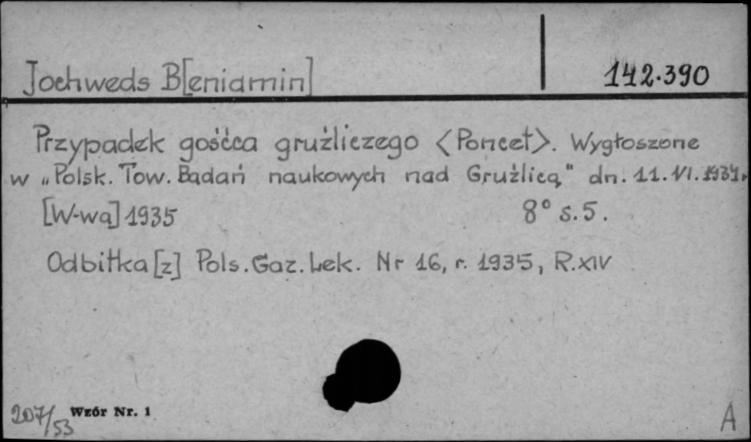 Jochweds B[eniamin]
142.390
Przypadek gośćca gruźliczego <Poncet>. Wygłoszone
w „Polsk. Tow. Badań naukowych nad Gruźlicą" dn. 11.VI.1934.
[W-wa] 1935 8° s.5.
Odbitka [z] Pols. Gaz. Lek. Nr 16, r. 1935, R.XIV
207/53
Wzór Nr. 1
A